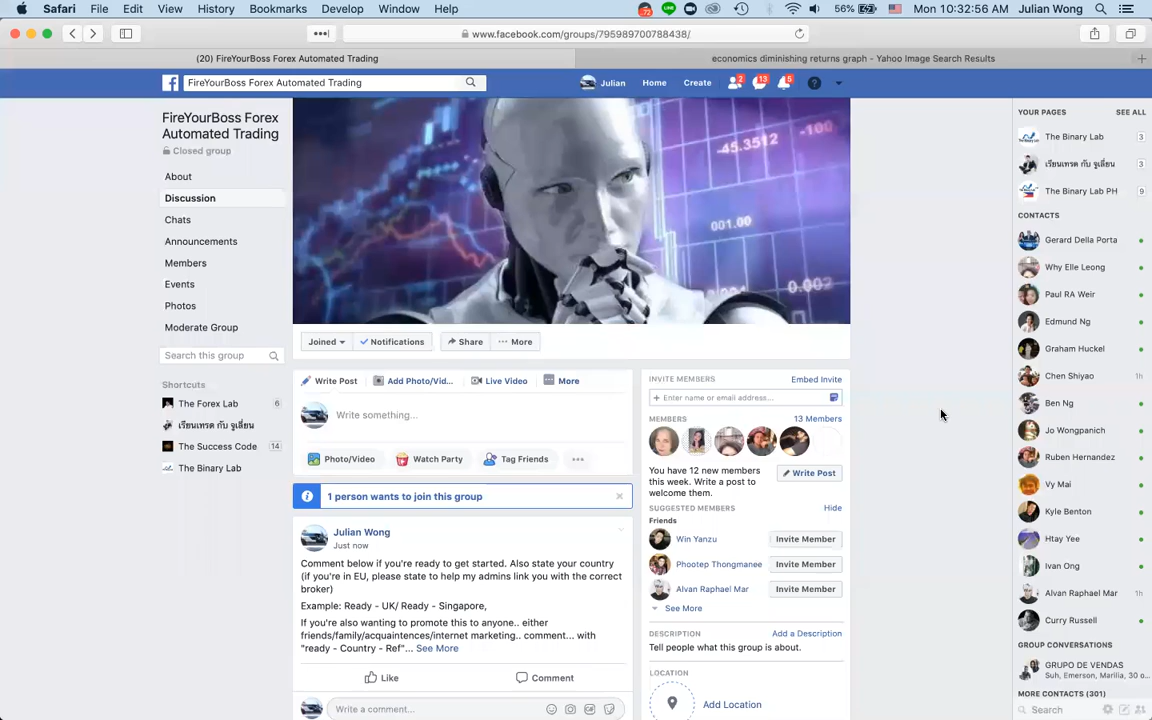 Safari File Edit View History Bookmarks Develop Window Help
72
56% Mon 10:32:56 AM Julian Wong
www.facebook.com/groups/795989700788438/
(20) FireYourBoss Forex Automated Trading
economics diminishing returns graph - Yahoo Image Search Results
FireYourBoss Forex Automated Trading
Julian Home Create 2 13 5
FireYourBoss Forex
Automated Trading
Closed group
About
Discussion
Chats
Announcements
Members
Events
Photos
Moderate Group
Search this group
Shortcuts
The Forex Lab 6
เรียนเทรด กับ จูเลี่ยน
The Success Code 14
The Binary Lab
-45.3512
-100
001.00
0.002
Joined Notifications Share More
Write Post Add Photo/Vid... Live Video More
Write something...
Photo/Video Watch Party Tag Friends
1 person wants to join this group
Julian Wong
Just now
Comment below if you're ready to get started. Also state your country
(if you're in EU, please state to help my admins link you with the correct
broker)
Example: Ready - UK/ Ready - Singapore,
If you're also wanting to promote this to anyone.. either
friends/family/acquaintences/internet marketing.. comment... with
"ready - Country - Ref"... See More
Like Comment
Write a comment...
INVITE MEMBERS Embed Invite
+ Enter name or email address...
MEMBERS 13 Members
You have 12 new members
this week. Write a post to
welcome them.
Write Post
SUGGESTED MEMBERS Hide
Friends
Win Yanzu Invite Member
Phootep Thongmanee Invite Member
Alvan Raphael Mar Invite Member
See More
DESCRIPTION Add a Description
Tell people what this group is about.
LOCATION
Add Location
YOUR PAGES SEE ALL
The Binary Lab 3
เรียนเทรด กับ จูเลี่ยน 3
The Binary Lab PH 9
CONTACTS
Gerard Della Porta
Why Elle Leong
Paul RA Weir
Edmund Ng
Graham Huckel
Chen Shiyao 1h
Ben Ng
Jo Wongpanich
Ruben Hernandez
Vy Mai
Kyle Benton
Htay Yee
Ivan Ong
Alvan Raphael Mar 1h
Curry Russell
GROUP CONVERSATIONS
GRUPO DE VENDAS
Suh, Emerson, Marilia, 30 o...
MORE CONTACTS (301)
Search